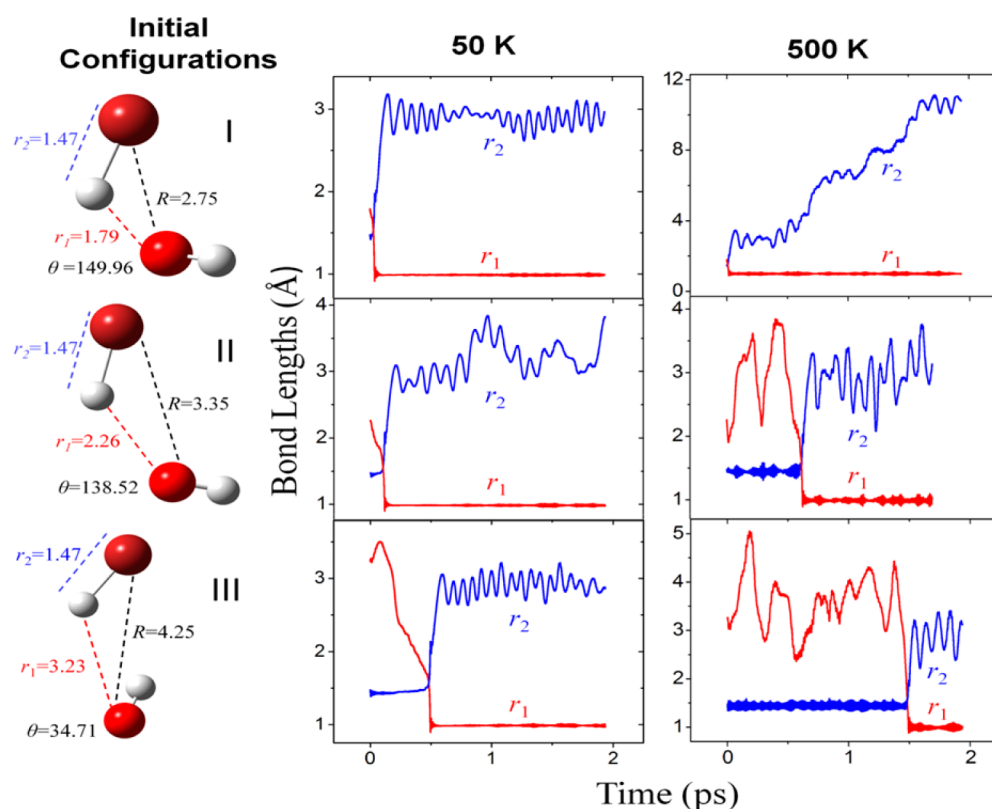 Initial
Configurations
50 K
500 K
I
r₂=1.47
R=2.75
r₁=1.79
θ =149.96
II
r₂=1.47
R=3.35
r₁=2.26
θ=138.52
III
r₂=1.47
R=4.25
r₁=3.23
θ=34.71
Bond Lengths (Å)
3
2
1
r₂
r₁
12
8
4
0
r₂
r₁
4
3
2
1
r₂
r₁
4
3
2
1
r₂
r₁
3
2
1
r₂
r₁
0
1
2
5
4
3
2
1
r₂
r₁
0
1
2
Time (ps)